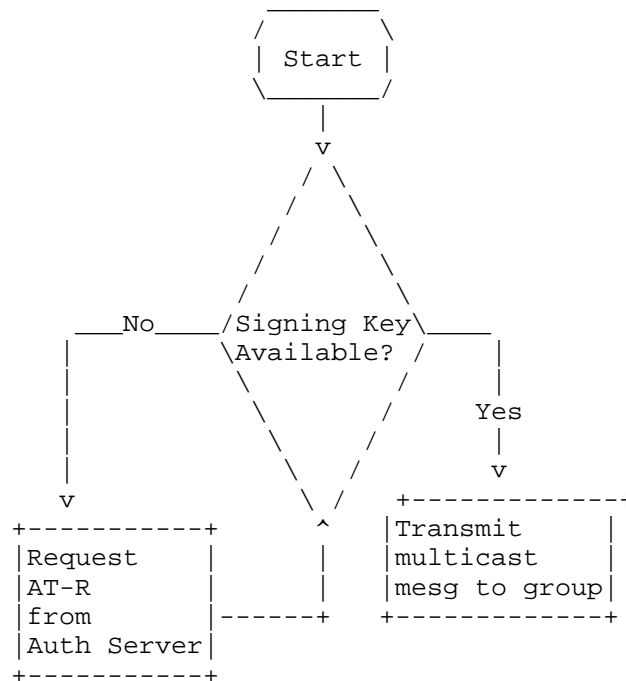 Start
No
Signing Key
Available?
Yes
Request
AT-R
from
Auth Server
Transmit
multicast
mesg to group